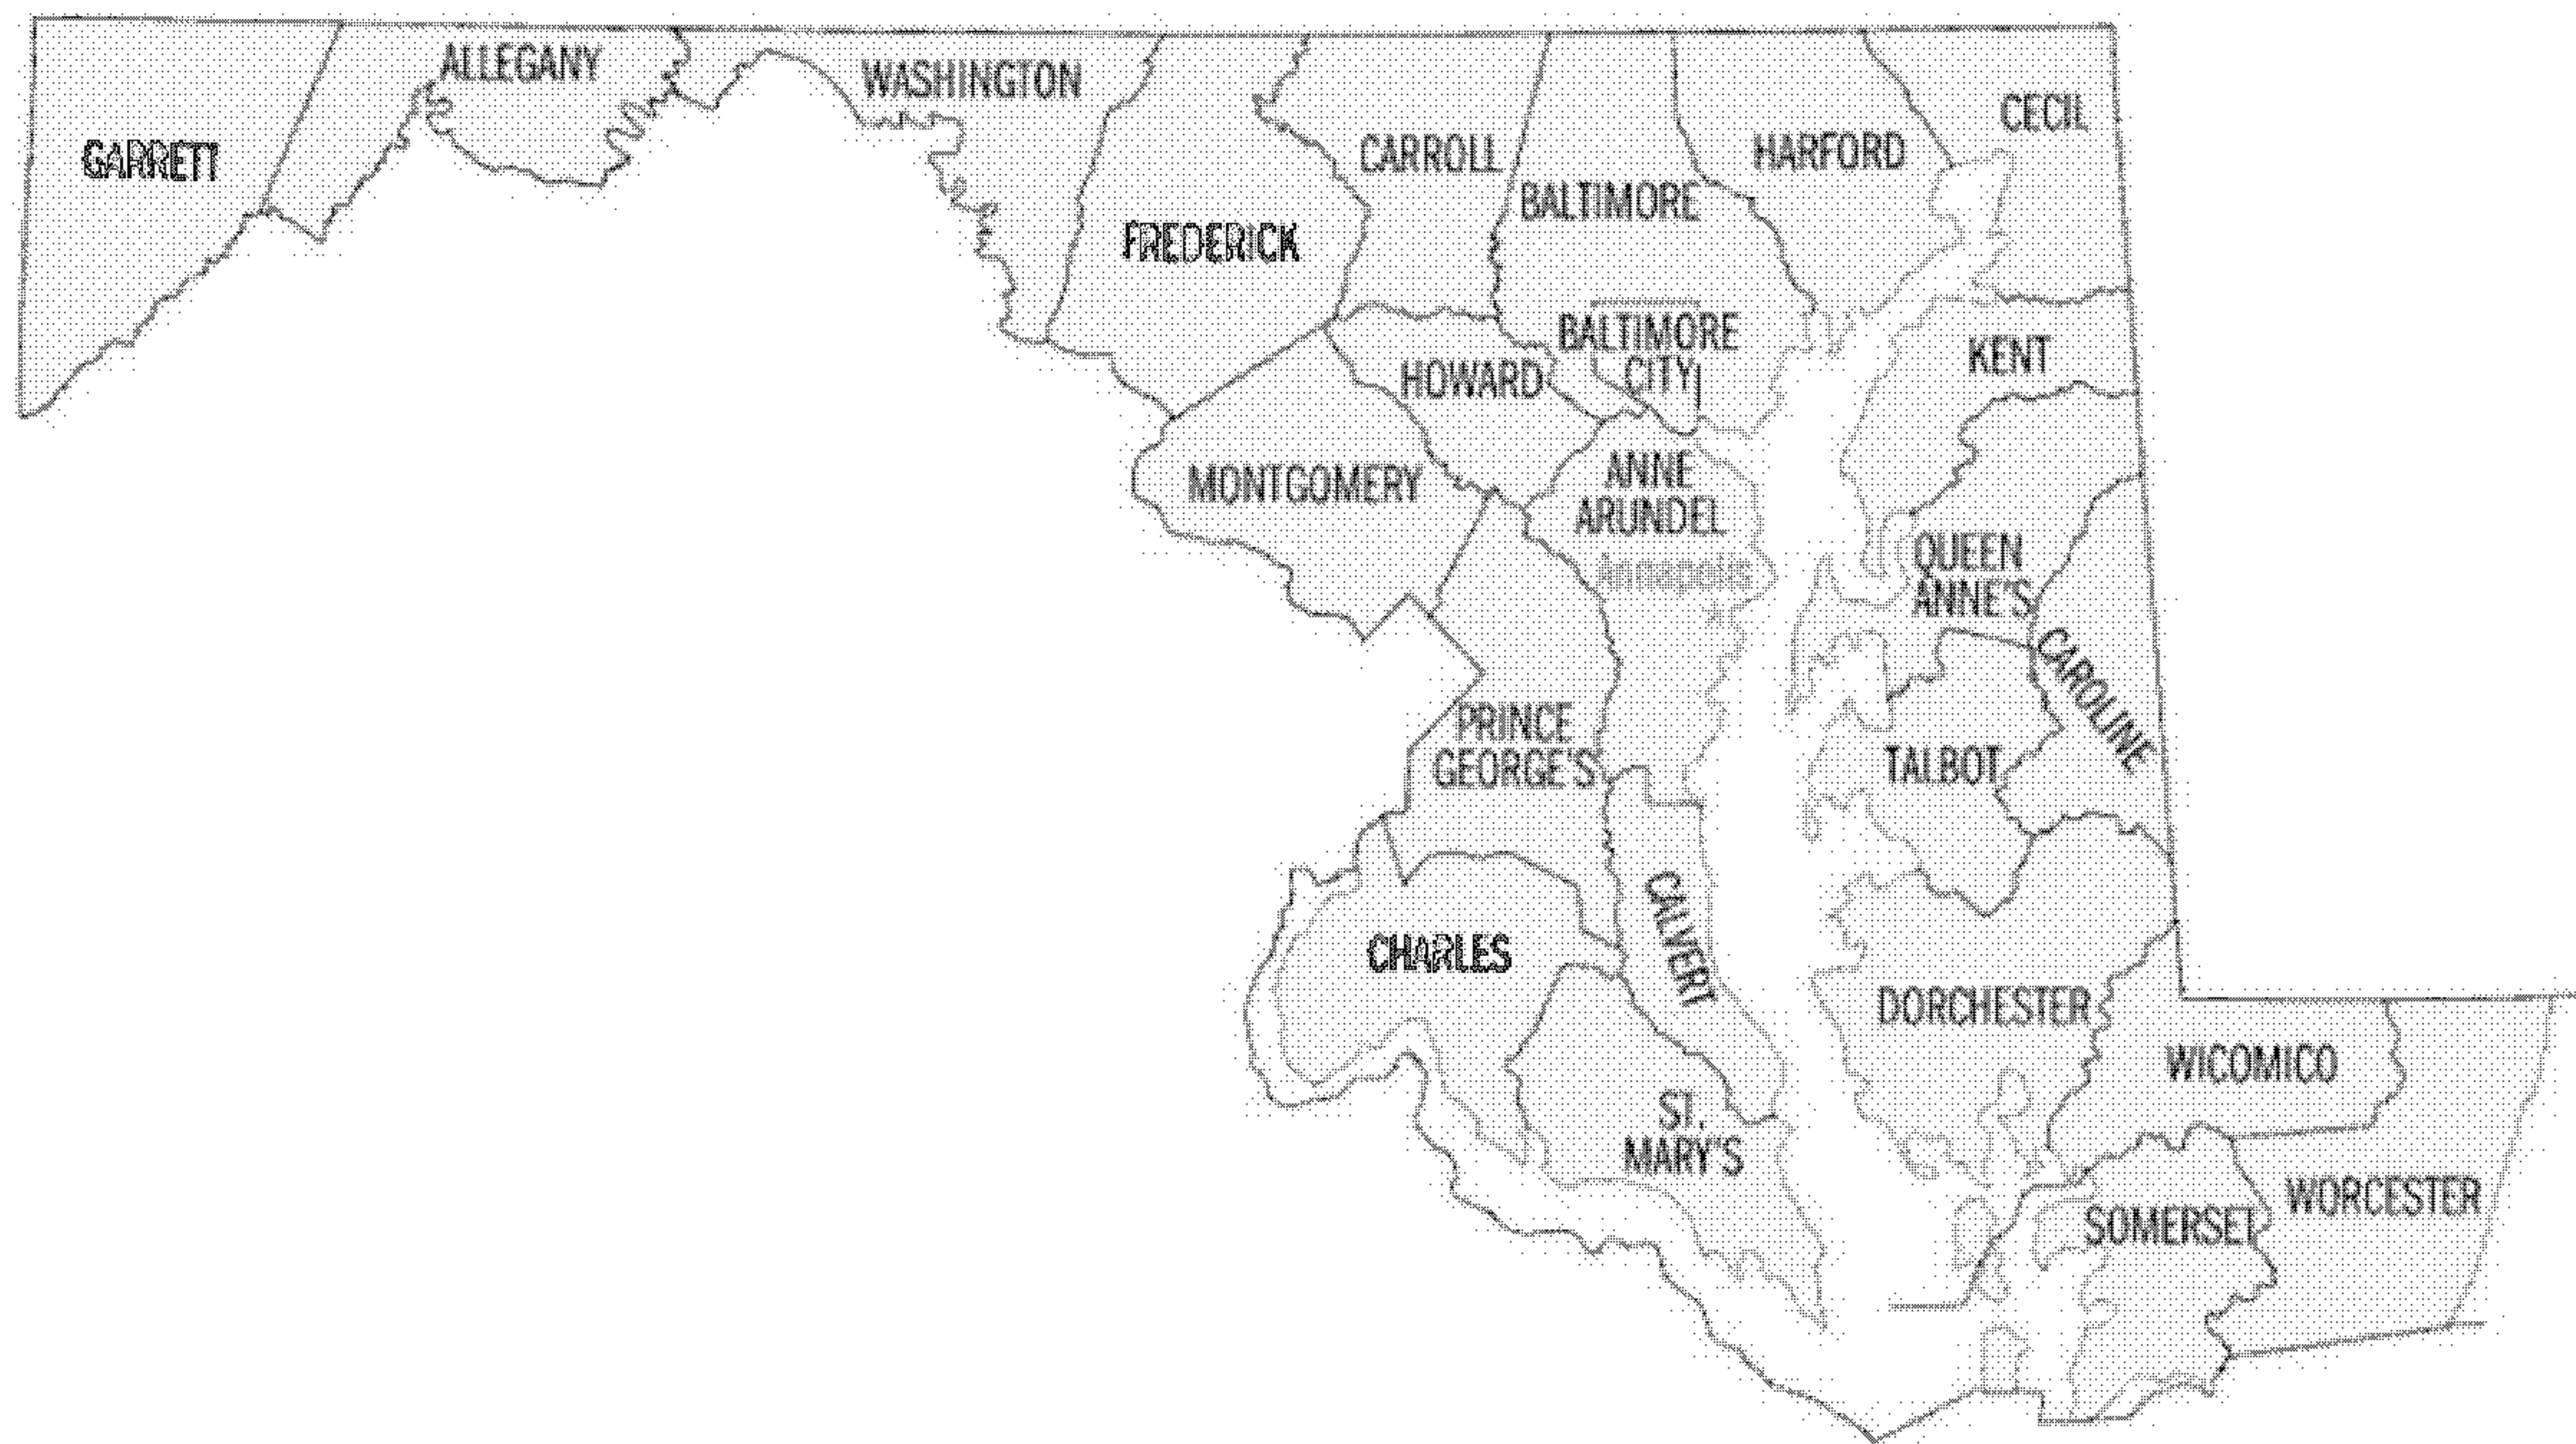 ALLEGANY
WASHINGTON
GARRETT
CECIL
CARROLL
HARFORD
BALTIMORE
FREDERICK
BALTIMORE
CITY
HOWARD
KENT
MONTGOMERY
ANNE
ARUNDEL
Annapolis
QUEEN
ANNE'S
CAROLINE
PRINCE
GEORGE'S
TALBOT
CALVERT
CHARLES
DORCHESTER
WICOMICO
ST.
MARY'S
WORCESTER
SOMERSET